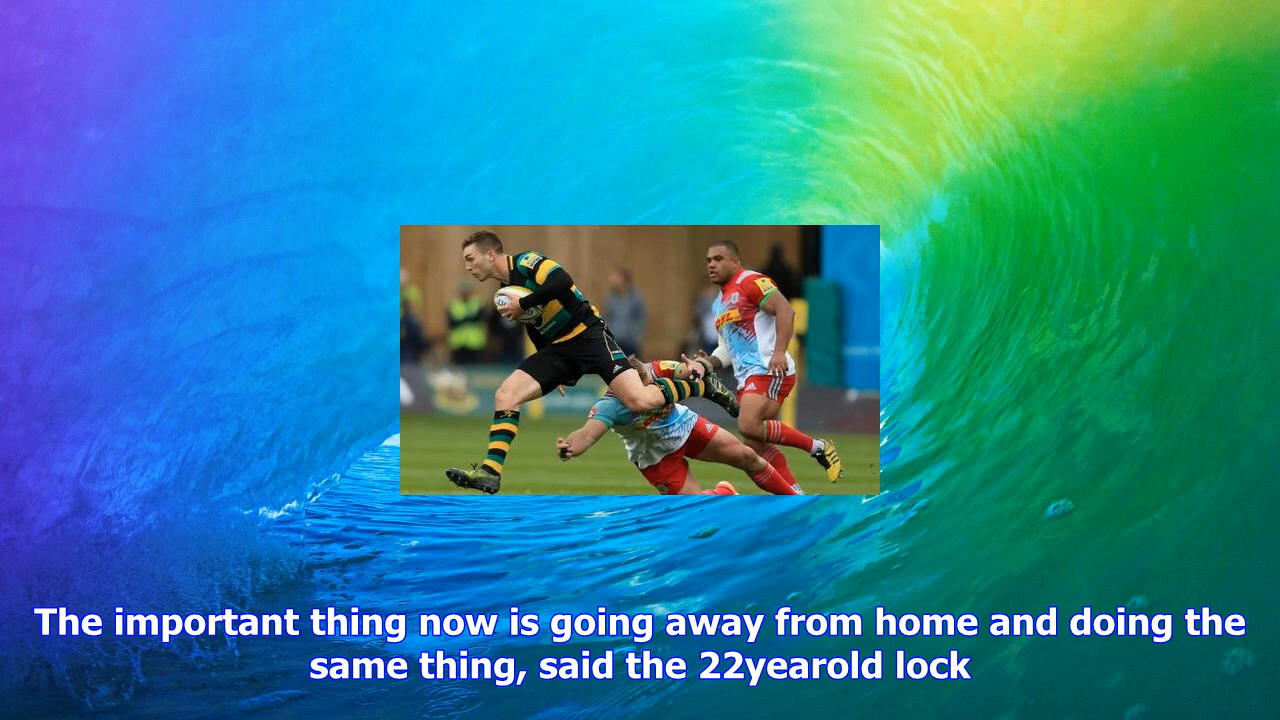 The important thing now is going away from home and doing the
same thing, said the 22yearold lock